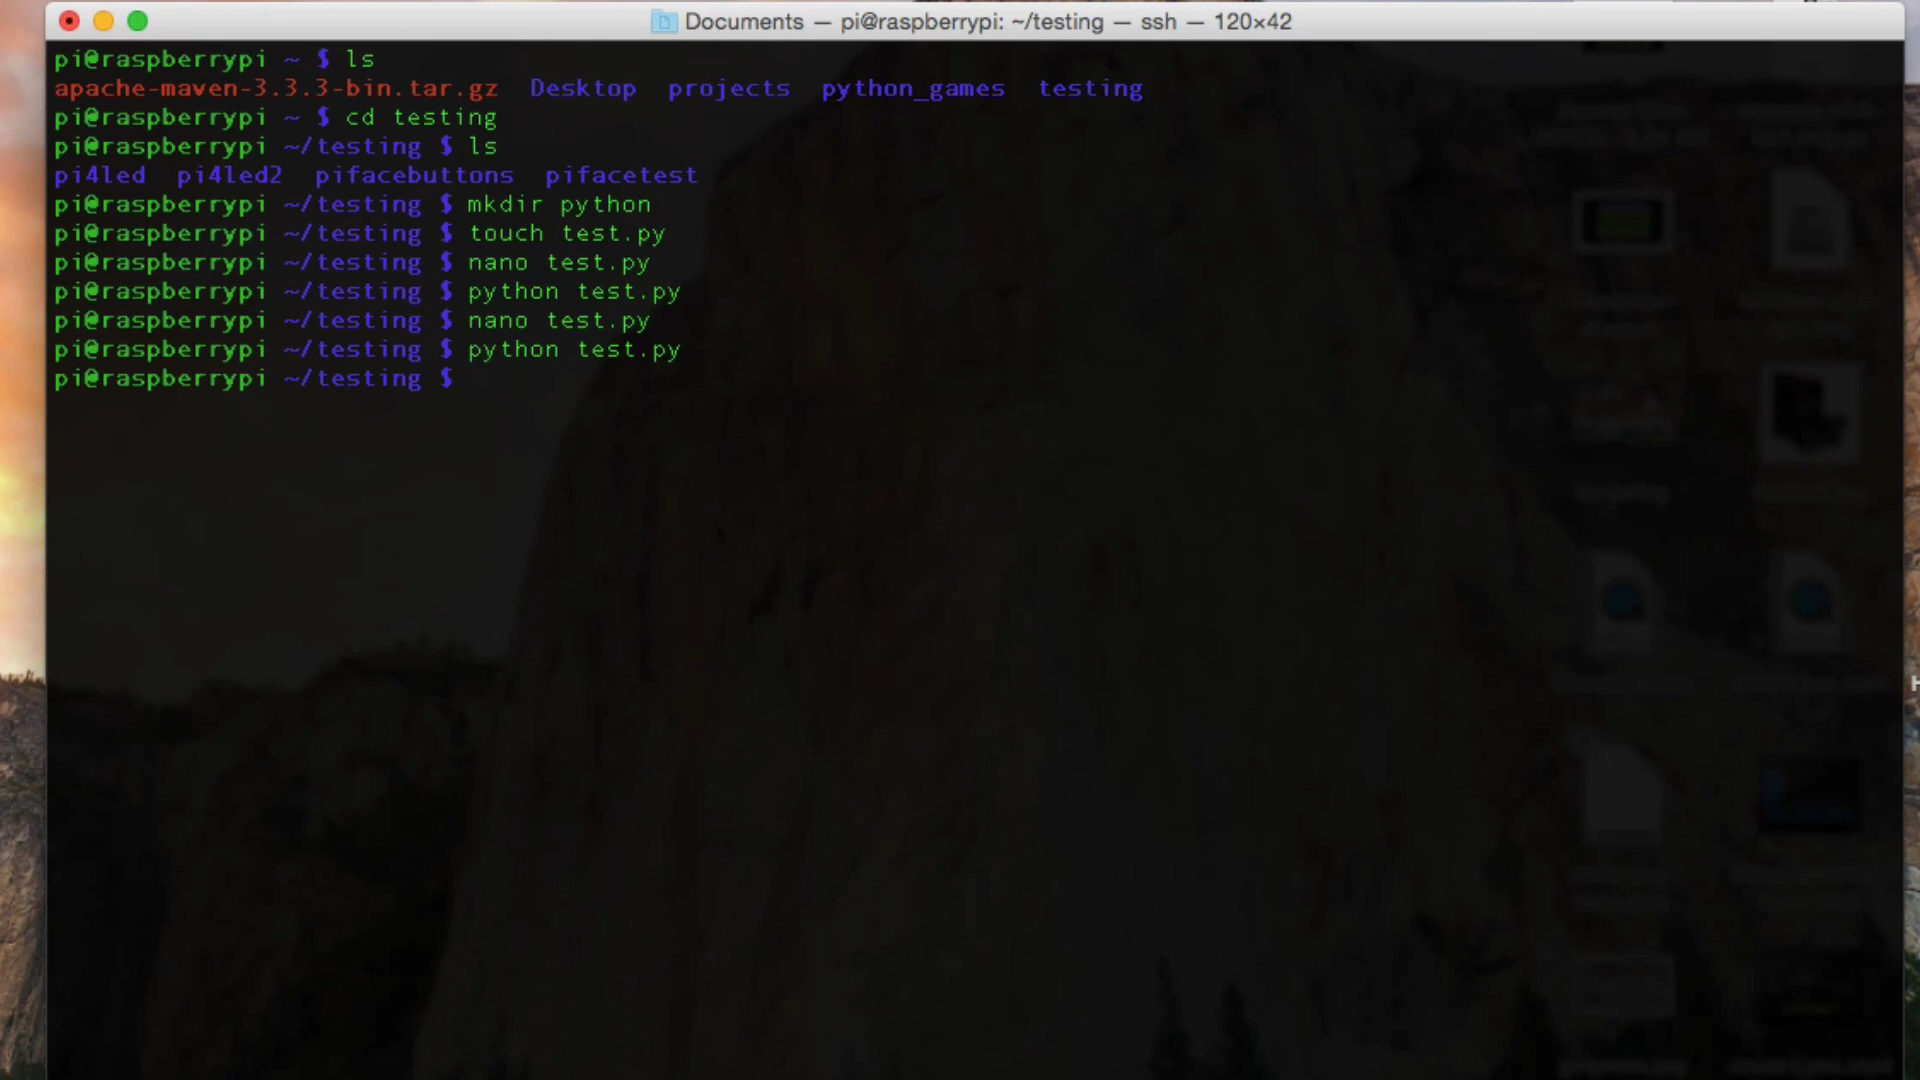 Documents — pi@raspberrypi: ~/testing — ssh — 120×42
pi@raspberrypi ~ $ ls
apache-maven-3.3.3-bin.tar.gz  Desktop  projects  python_games  testing
pi@raspberrypi ~ $ cd testing
pi@raspberrypi ~/testing $ ls
pi4led  pi4led2  pifacebuttons  pifacetest
pi@raspberrypi ~/testing $ mkdir python
pi@raspberrypi ~/testing $ touch test.py
pi@raspberrypi ~/testing $ nano test.py
pi@raspberrypi ~/testing $ python test.py
pi@raspberrypi ~/testing $ nano test.py
pi@raspberrypi ~/testing $ python test.py
pi@raspberrypi ~/testing $